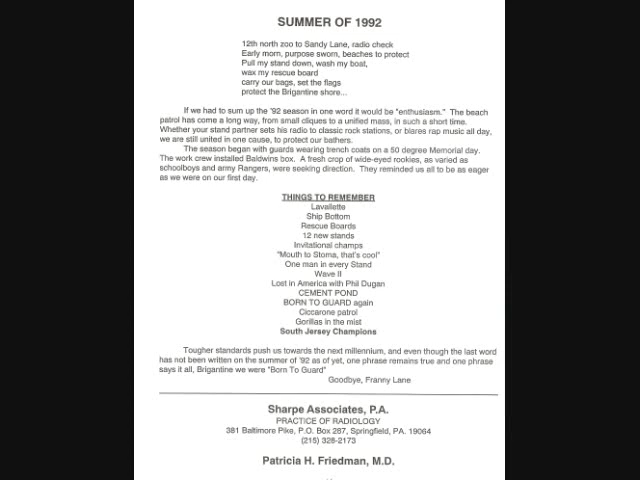 SUMMER OF 1992
12th north zoo to Sandy Lane, radio check
Early morn, purpose sworn, beaches to protect
Pull my stand down, wash my boat,
wax my rescue board
carry our bags, set the flags
protect the Brigantine shore...
If we had to sum up the '92 season in one word it would be "enthusiasm." The beach
patrol has come a long way, from small cliques to a unified mass, in such a short time.
Whether your stand partner sets his radio to classic rock stations, or blares rap music all day,
we are still united in one cause, to protect our bathers.
The season began with guards wearing trench coats on a 50 degree Memorial day.
The work crew installed Baldwins box. A fresh crop of wide-eyed rookies, as varied as
schoolboys and army Rangers, were seeking direction. They reminded us all to be as eager
as we were on our first day.
THINGS TO REMEMBER
Lavallette
Ship Bottom
Rescue Boards
12 new stands
Invitational champs
"Mouth to Stoma, that's cool"
One man in every Stand
Wave II
Lost in America with Phil Dugan
CEMENT POND
BORN TO GUARD again
Ciccarone patrol
Gorillas in the mist
South Jersey Champions
Tougher standards push us towards the next millennium, and even though the last word
has not been written on the summer of '92 as of yet, one phrase remains true and one phrase
says it all, Brigantine we were "Born To Guard"
Goodbye, Franny Lane
Sharpe Associates, P.A.
PRACTICE OF RADIOLOGY
381 Baltimore Pike, P.O. Box 287, Springfield, PA. 19064
(215) 328-2173
Patricia H. Friedman, M.D.